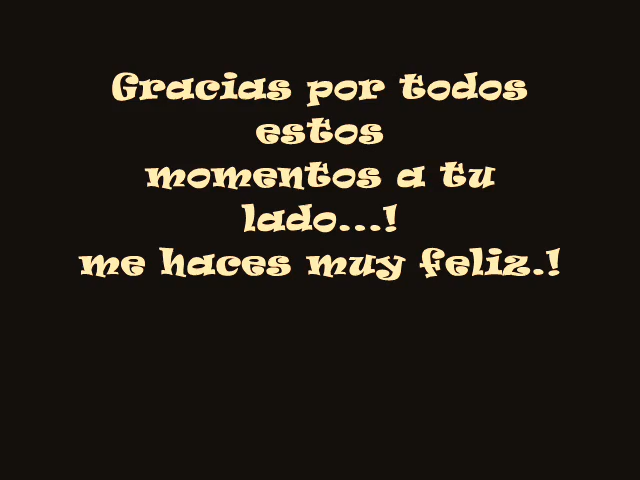 Gracias por todos
estos
momentos a tu
lado...!
me haces muy feliz.!